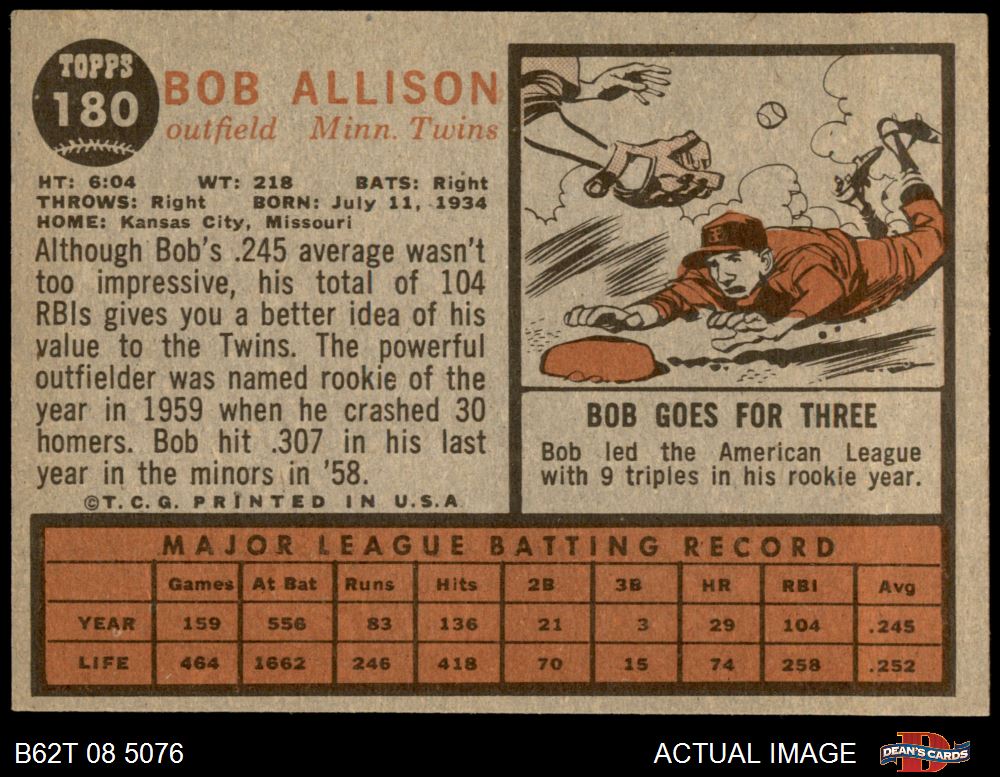 TOPPS
180
BOB ALLISON
outfield Minn. Twins
HT: 6:04 WT: 218 BATS: Right
THROWS: Right BORN: July 11, 1934
HOME: Kansas City, Missouri
Although Bob's .245 average wasn't
too impressive, his total of 104
RBIs gives you a better idea of his
value to the Twins. The powerful
outfielder was named rookie of the
year in 1959 when he crashed 30
homers. Bob hit .307 in his last
year in the minors in '58.
©T.C.G. PRINTED IN U.S.A.
BOB GOES FOR THREE
Bob led the American League
with 9 triples in his rookie year.
MAJOR LEAGUE BATTING RECORD
Games At Bat Runs Hits 2B 3B HR RBI Avg
YEAR 159 556 83 136 21 3 29 104 .245
LIFE 464 1662 246 418 70 15 74 258 .252
B62T 08 5076
ACTUAL IMAGE
DEAN'S CARDS